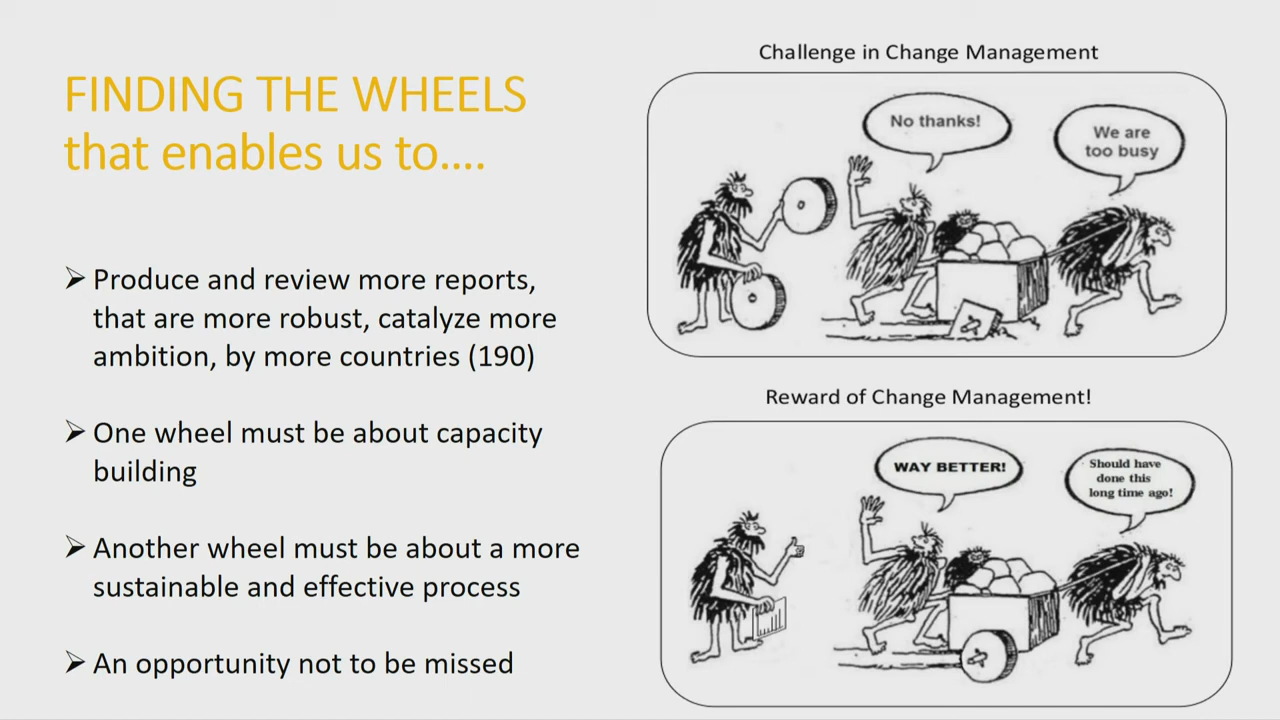 FINDING THE WHEELS
that enables us to....
➢ Produce and review more reports,
that are more robust, catalyze more
ambition, by more countries (190)
➢ One wheel must be about capacity
building
➢ Another wheel must be about a more
sustainable and effective process
➢ An opportunity not to be missed
Challenge in Change Management
No thanks!
We are
too busy
Reward of Change Management!
WAY BETTER!
Should have
done this
long time ago!